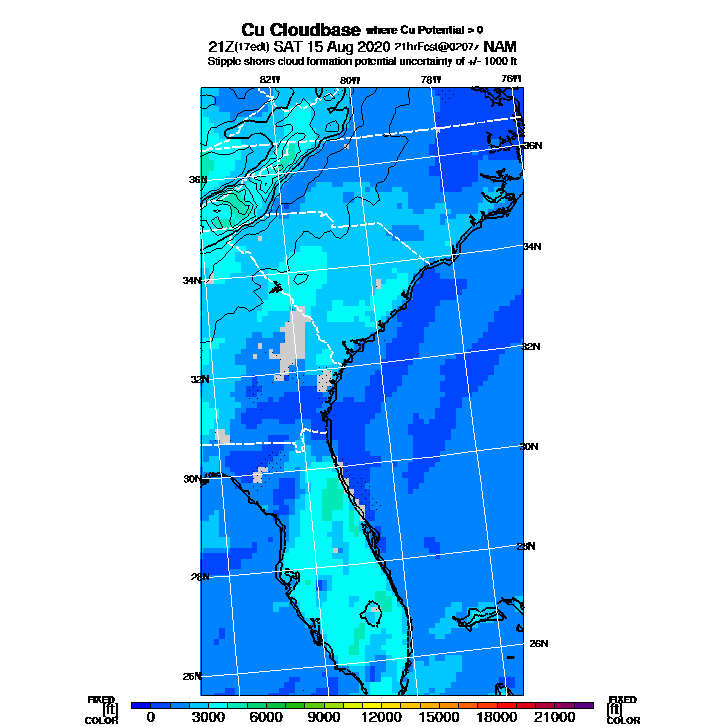 Cu Cloudbase where Cu Potential > 0
21Z(17edt) SAT 15 Aug 2020 21hrFcst@0207z NAM
Stipple shows cloud formation potential uncertainty of +/- 1000 ft
82W 80W 78W 76W
36N 36N
34N 34N
32N 32N
30N 30N
28N 28N
26N 26N
FIXED FIXED
[ft] [ft]
COLOR COLOR
0 3000 6000 9000 12000 15000 18000 21000